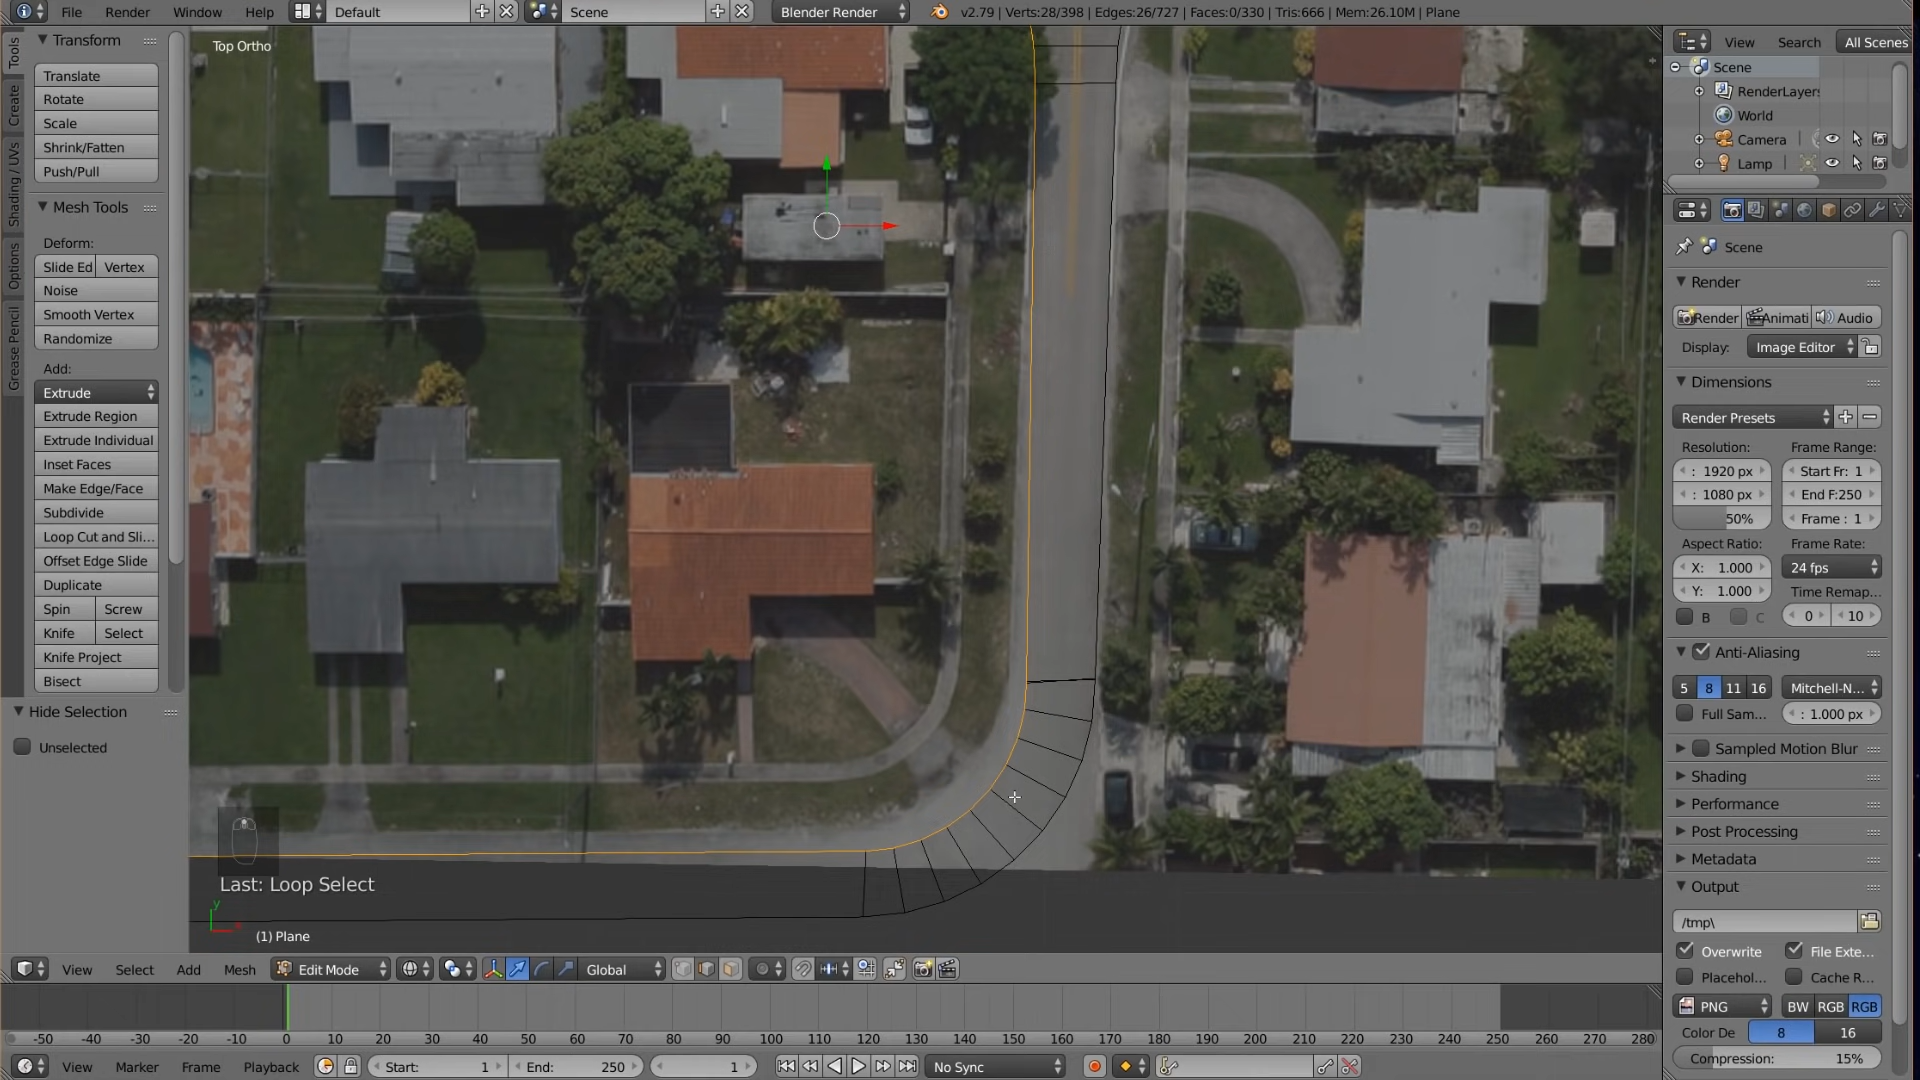 File Render Window Help Default Scene Blender Render v2.79 | Verts:28/398 | Edges:26/727 | Faces:0/330 | Tris:666 | Mem:26.10M | Plane
Tools
Create
Shading / UVs
Options
Grease Pencil
Transform
Translate
Rotate
Scale
Shrink/Fatten
Push/Pull
Mesh Tools
Deform:
Slide Ed Vertex
Noise
Smooth Vertex
Randomize
Add:
Extrude
Extrude Region
Extrude Individual
Inset Faces
Make Edge/Face
Subdivide
Loop Cut and Sli...
Offset Edge Slide
Duplicate
Spin Screw
Knife Select
Knife Project
Bisect
Hide Selection
Unselected
Top Ortho
Last: Loop Select
y
(1) Plane
View Select Add Mesh Edit Mode Global
-50 -40 -30 -20 -10 0 10 20 30 40 50 60 70 80 90 100 110 120 130 140 150 160 170 180 190 200 210 220 230 240 250 260 270 280
View Marker Frame Playback Start: 1 End: 250 1 No Sync
View Search All Scenes
Scene
RenderLayers
World
Camera
Lamp
Scene
Render
Render Animati Audio
Display: Image Editor
Dimensions
Render Presets
Resolution: Frame Range:
: 1920 px Start Fr: 1
: 1080 px End F:250
50% Frame : 1
Aspect Ratio: Frame Rate:
X: 1.000 24 fps
Y: 1.000 Time Remap...
B C 0 10
Anti-Aliasing
5 8 11 16 Mitchell-N...
Full Sam... : 1.000 px
Sampled Motion Blur
Shading
Performance
Post Processing
Metadata
Output
/tmp\
Overwrite File Exte...
Placehol... Cache R...
PNG BW RGB RGB
Color De 8 16
Compression: 15%